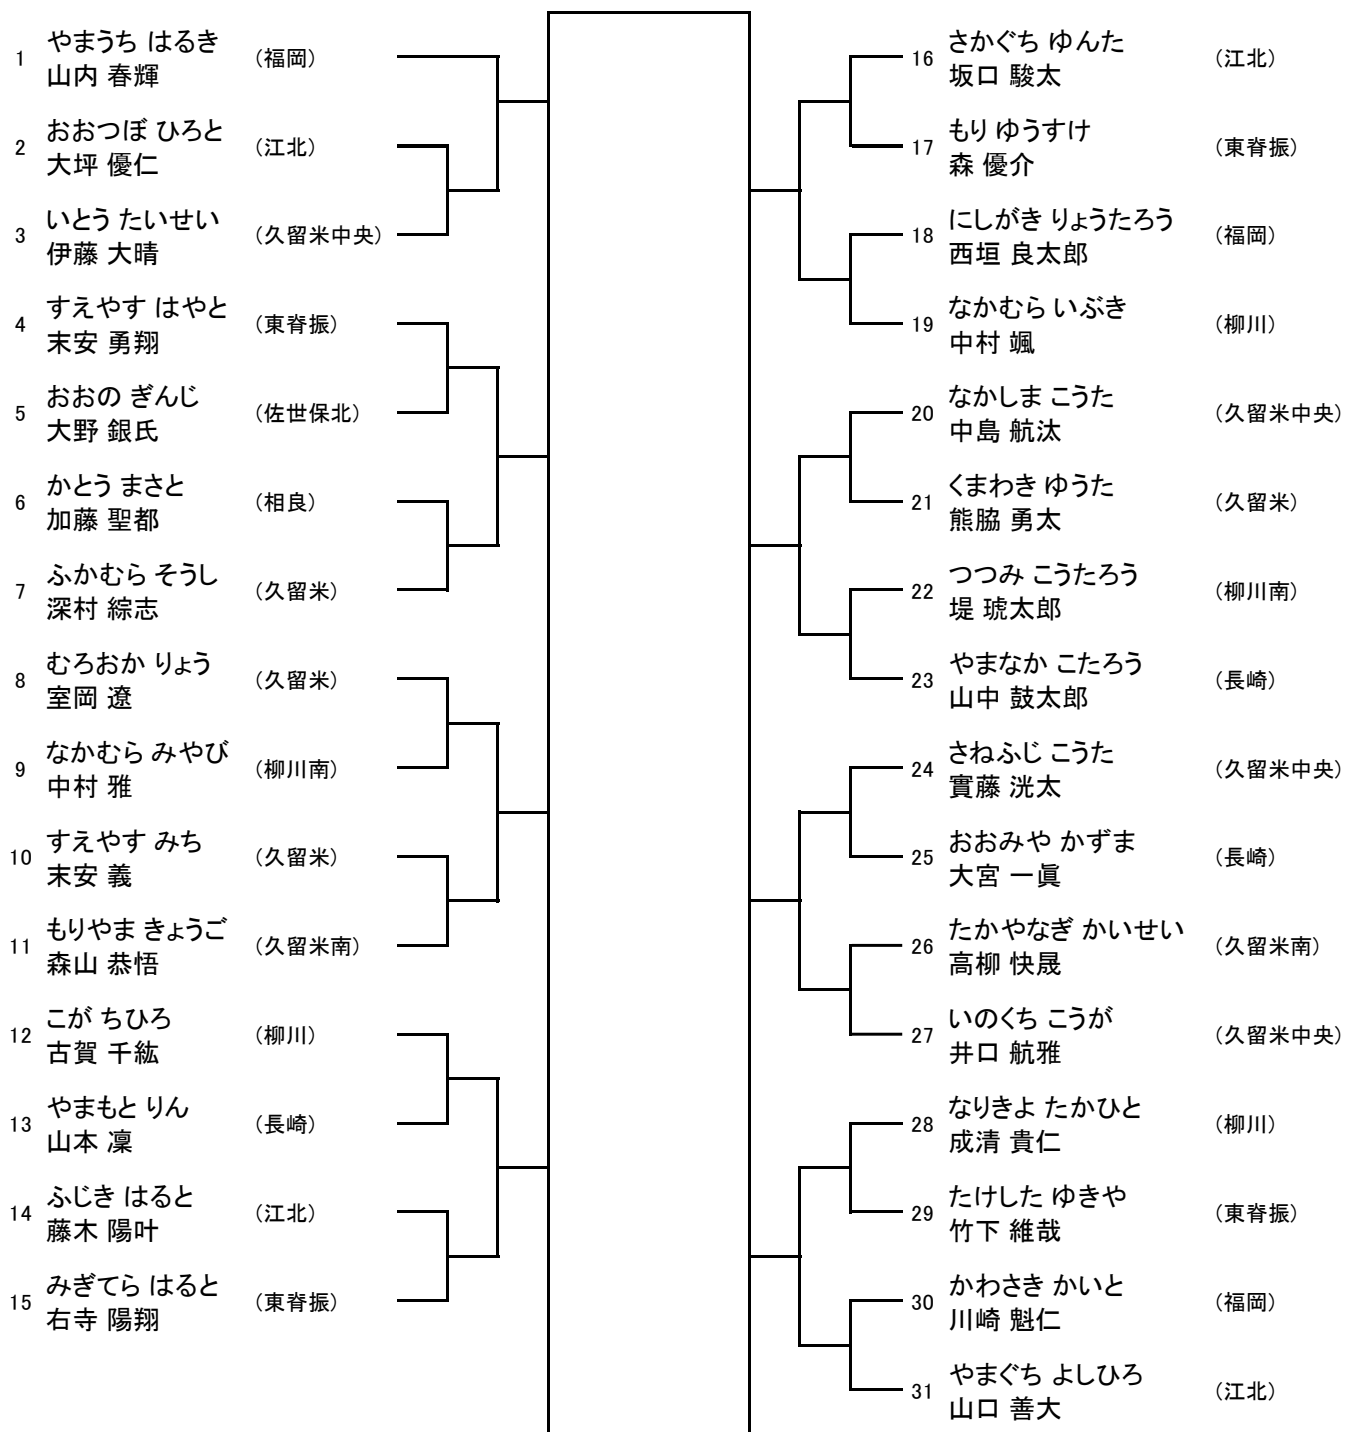 やまうち はるき
1 山内 春輝 （福岡）
おおつぼ ひろと
2 大坪 優仁 （江北）
いとう たいせい
3 伊藤 大晴 （久留米中央）
すえやす はやと
4 末安 勇翔 （東脊振）
おおの ぎんじ
5 大野 銀氏 （佐世保北）
かとう まさと
6 加藤 聖都 （相良）
ふかむら そうし
7 深村 綜志 （久留米）
むろおか りょう
8 室岡 遼 （久留米）
なかむら みやび
9 中村 雅 （柳川南）
すえやす みち
10 末安 義 （久留米）
もりやま きょうご
11 森山 恭悟 （久留米南）
こが ちひろ
12 古賀 千紘 （柳川）
やまもと りん
13 山本 凜 （長崎）
ふじき はると
14 藤木 陽叶 （江北）
みぎてら はると
15 右寺 陽翔 （東脊振）
さかぐち ゆんた
16 坂口 駿太 （江北）
もり ゆうすけ
17 森 優介 （東脊振）
にしがき りょうたろう
18 西垣 良太郎 （福岡）
なかむら いぶき
19 中村 颯 （柳川）
なかしま こうた
20 中島 航汰 （久留米中央）
くまわき ゆうた
21 熊脇 勇太 （久留米）
つつみ こうたろう
22 堤 琥太郎 （柳川南）
やまなか こたろう
23 山中 鼓太郎 （長崎）
さねふじ こうた
24 實藤 洸太 （久留米中央）
おおみや かずま
25 大宮 一眞 （長崎）
たかやなぎ かいせい
26 高柳 快晟 （久留米南）
いのくち こうが
27 井口 航雅 （久留米中央）
なりきよ たかひと
28 成清 貴仁 （柳川）
たけした ゆきや
29 竹下 維哉 （東脊振）
かわさき かいと
30 川崎 魁仁 （福岡）
やまぐち よしひろ
31 山口 善大 （江北）